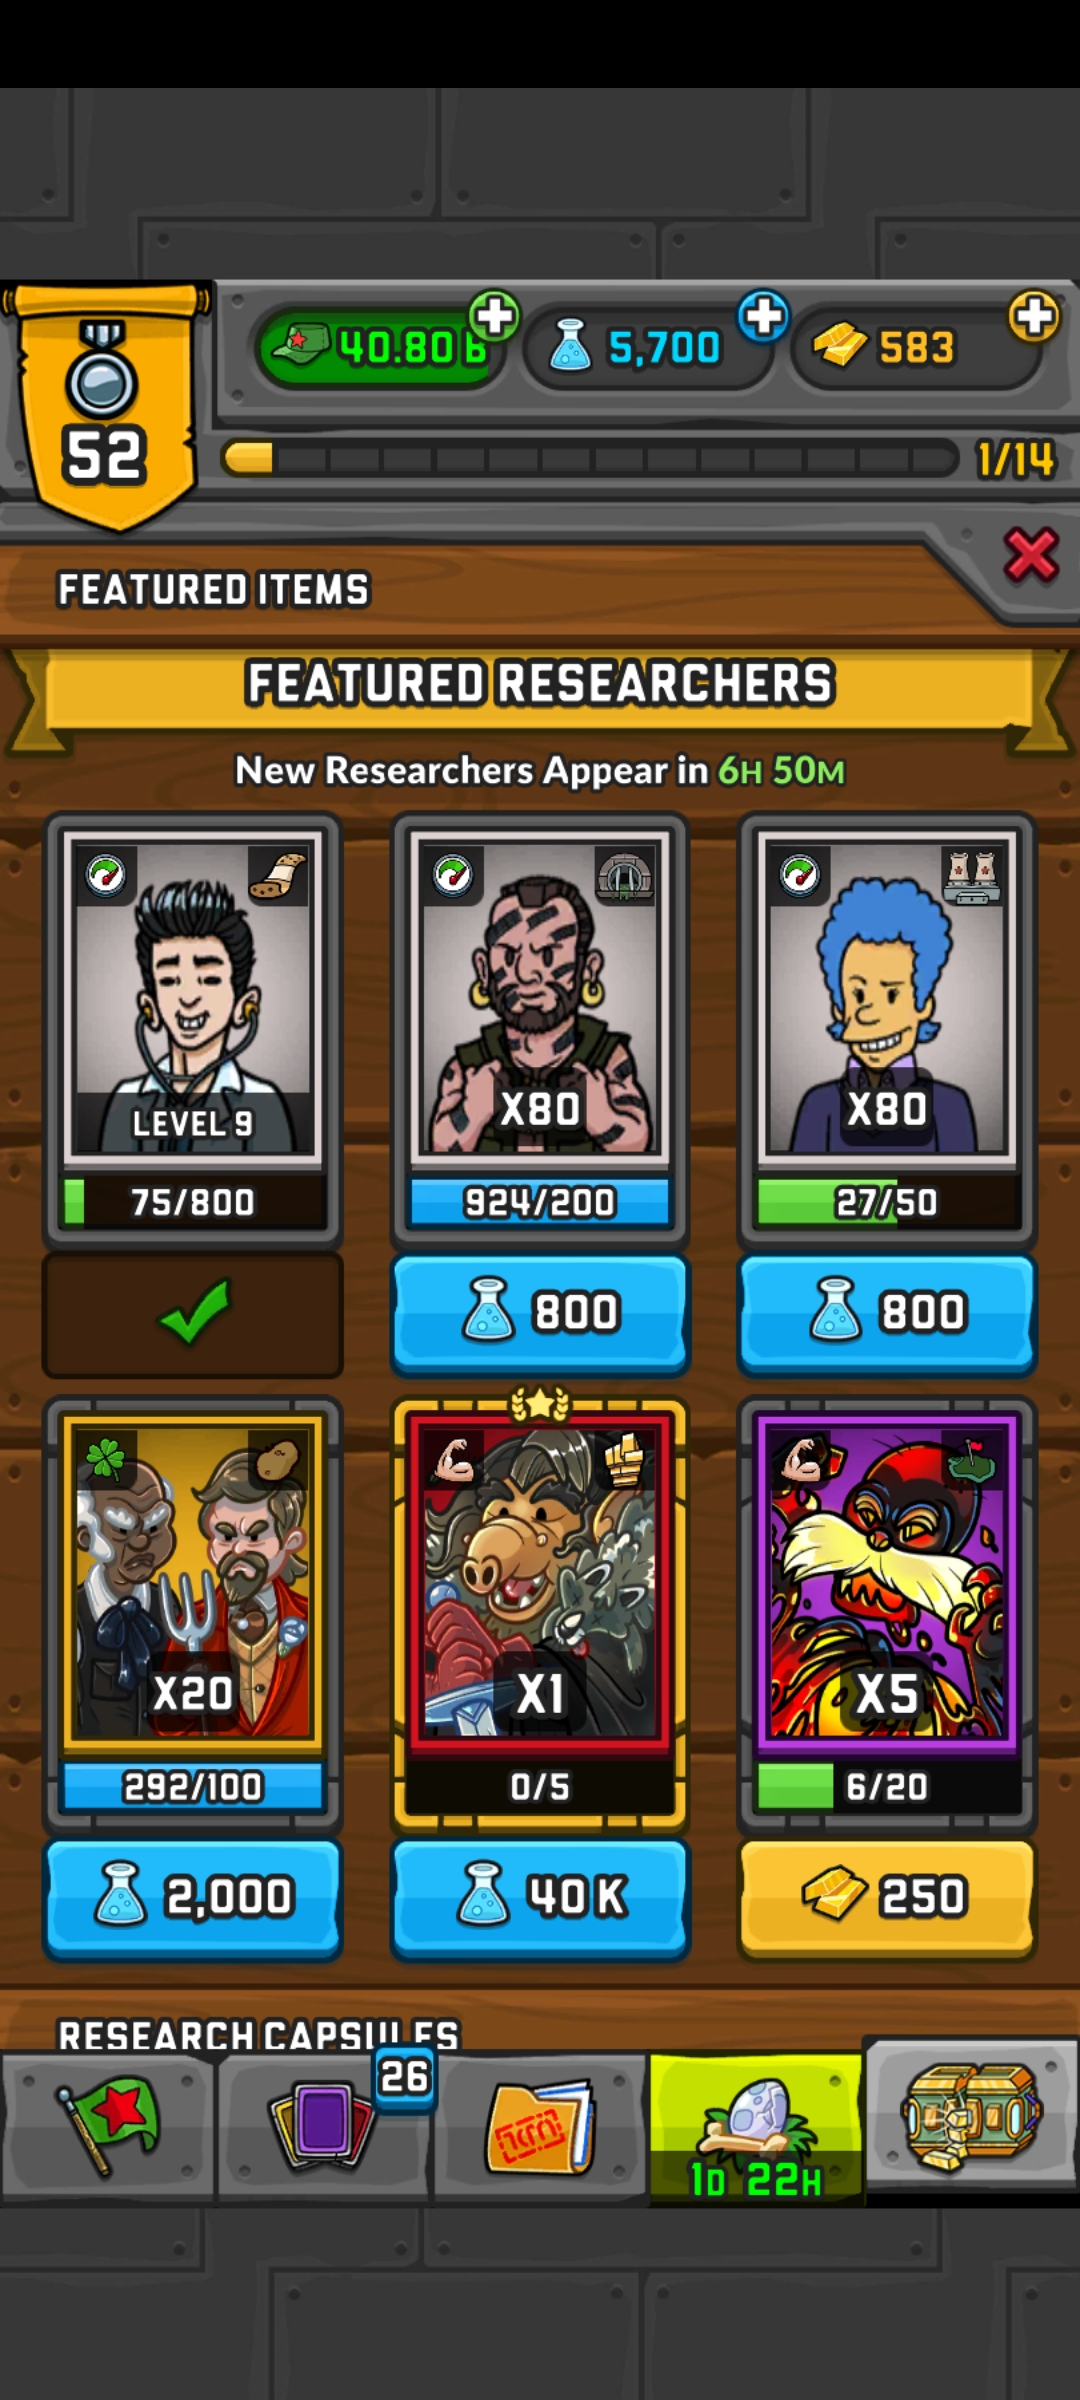 40.80 B
5,700
583
52
1/14
FEATURED ITEMS
FEATURED RESEARCHERS
New Researchers Appear in 6H 50M
LEVEL 9
X80
X80
75/800
924/200
27/50
800
800
X20
X1
X5
292/100
0/5
6/20
2,000
40 K
250
RESEARCH CAPSULES
26
1D 22H